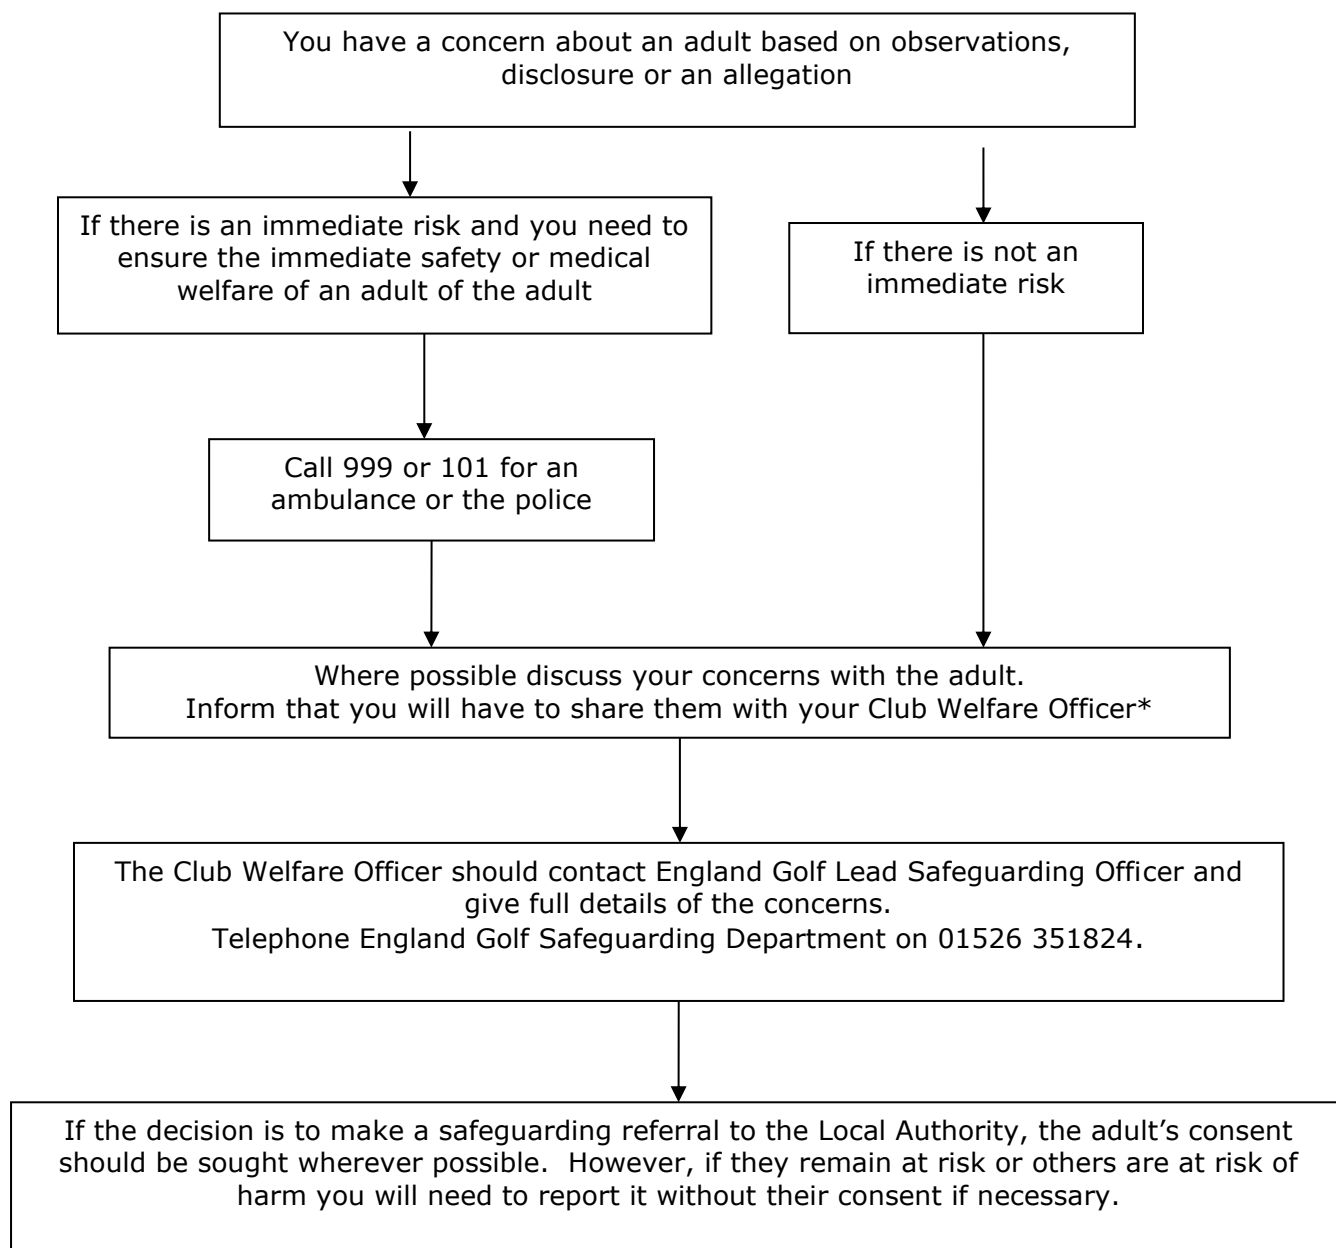 You have a concern about an adult based on observations,
disclosure or an allegation
If there is an immediate risk and you need to
ensure the immediate safety or medical
welfare of an adult of the adult
If there is not an
immediate risk
Call 999 or 101 for an
ambulance or the police
Where possible discuss your concerns with the adult.
Inform that you will have to share them with your Club Welfare Officer*
The Club Welfare Officer should contact England Golf Lead Safeguarding Officer and
give full details of the concerns.
Telephone England Golf Safeguarding Department on 01526 351824.
If the decision is to make a safeguarding referral to the Local Authority, the adult’s consent
should be sought wherever possible.  However, if they remain at risk or others are at risk of
harm you will need to report it without their consent if necessary.